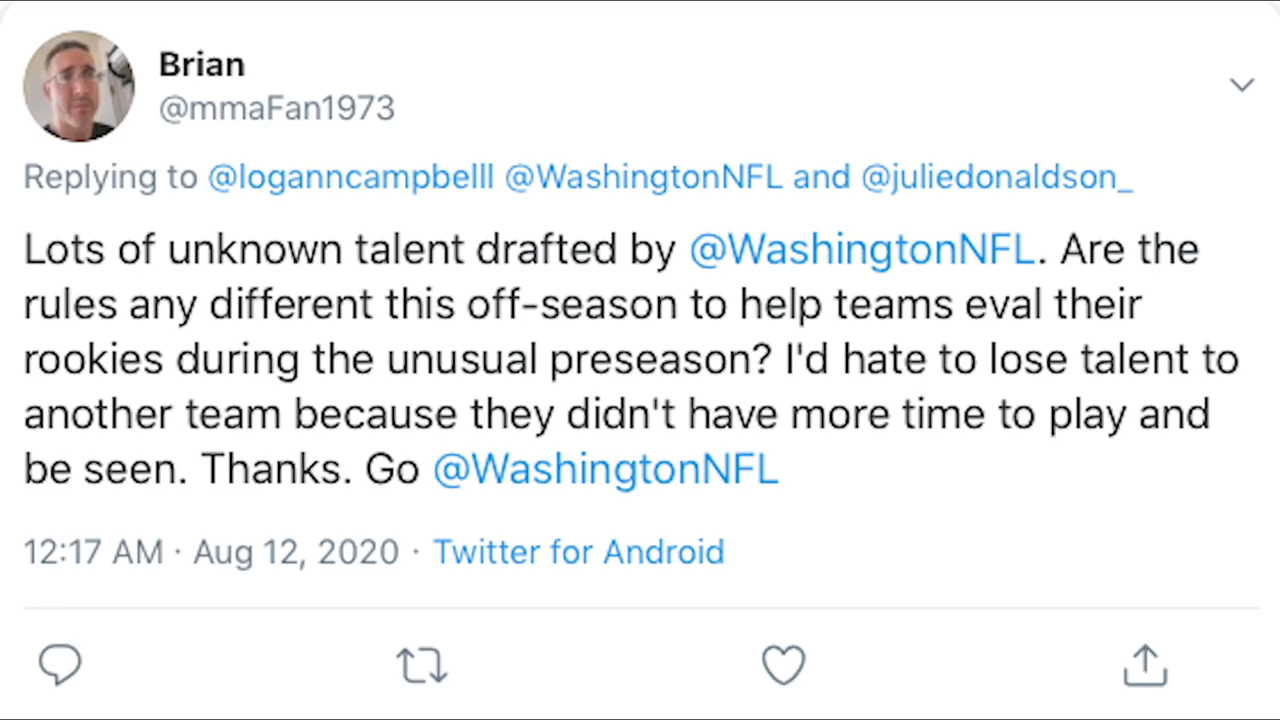 Brian
@mmaFan1973
Replying to @loganncampbelll @WashingtonNFL and @juliedonaldson_
Lots of unknown talent drafted by @WashingtonNFL. Are the
rules any different this off-season to help teams eval their
rookies during the unusual preseason? I'd hate to lose talent to
another team because they didn't have more time to play and
be seen. Thanks. Go @WashingtonNFL
12:17 AM · Aug 12, 2020 · Twitter for Android